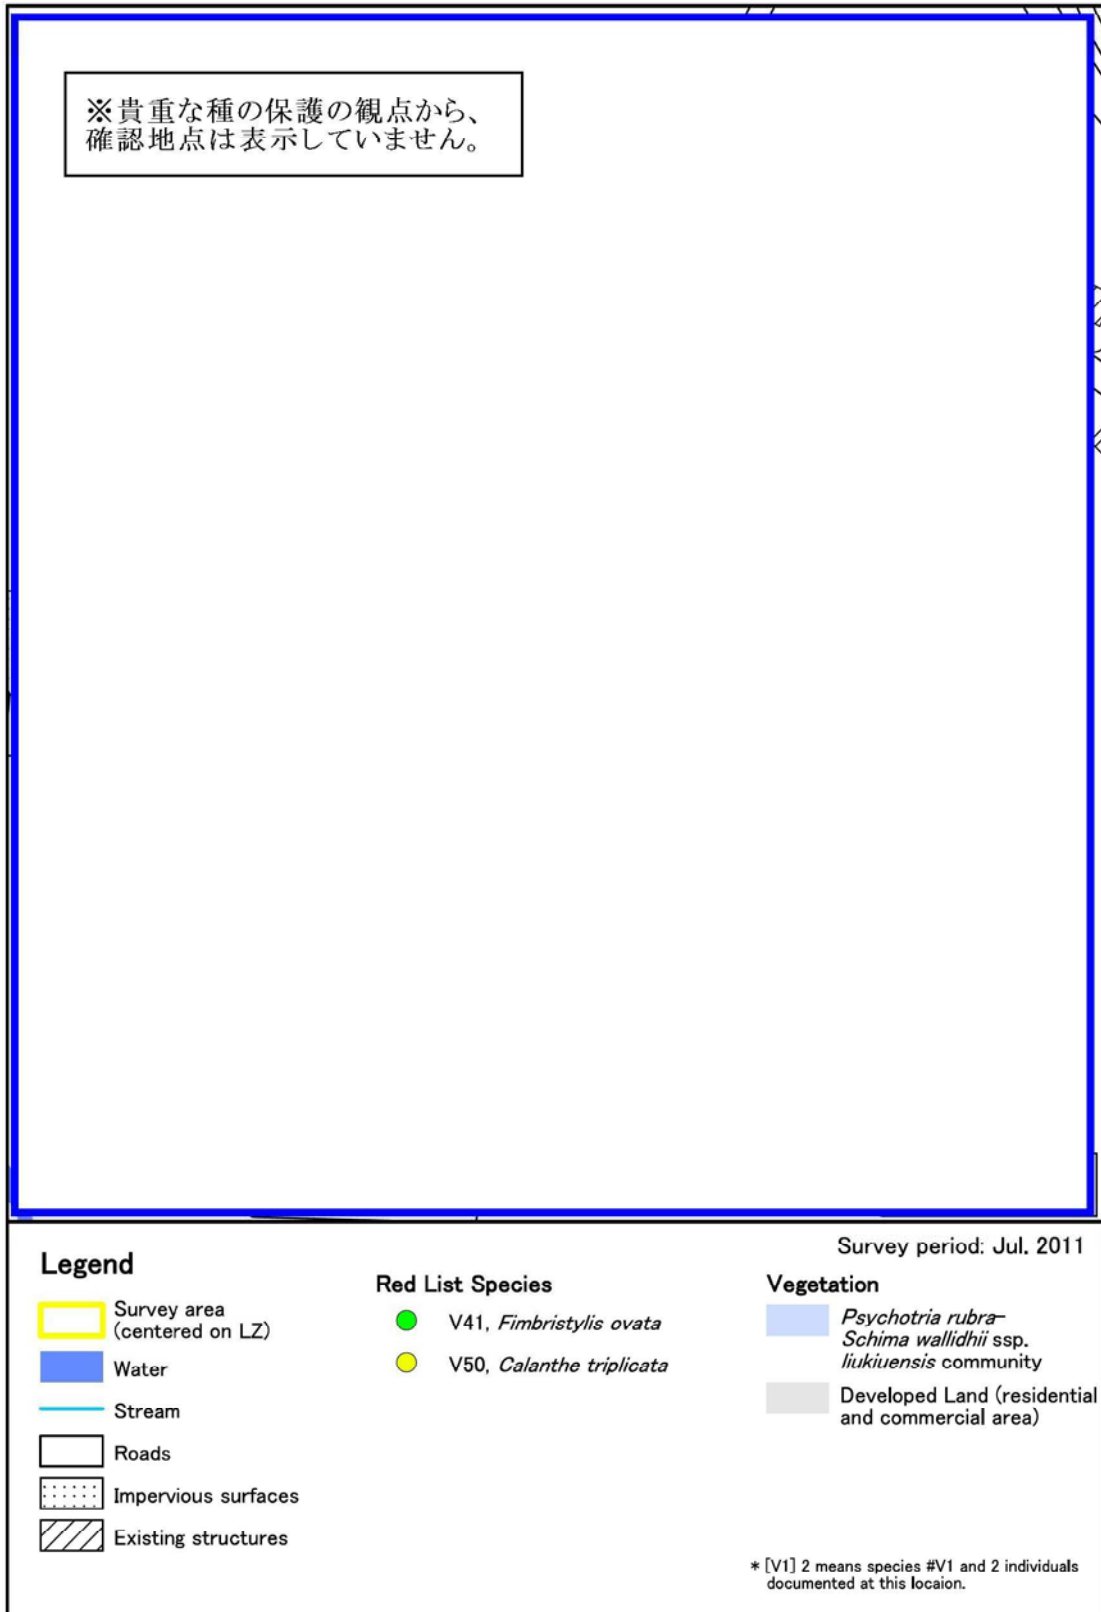 ※貴重な種の保護の観点から、
確認地点は表示していません。
Survey period: Jul. 2011
Legend
Survey area
(centered on LZ)
Water
Stream
Roads
Impervious surfaces
Existing structures
Red List Species
V41, Fimbristylis ovata
V50, Calanthe triplicata
Vegetation
Psychotria rubra-
Schima wallidhii ssp.
liukiuensis community
Developed Land (residential
and commercial area)
* [V1] 2 means species #V1 and 2 individuals
documented at this locaion.